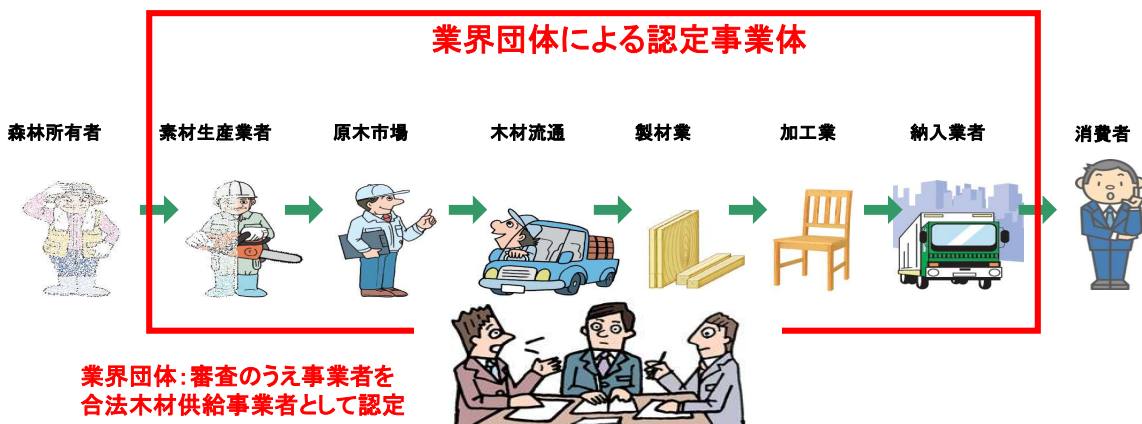 業界団体による認定事業体
森林所有者
素材生産業者
原木市場
木材流通
製材業
加工業
納入業者
消費者
業界団体：審査のうえ事業者を
合法木材供給事業者として認定